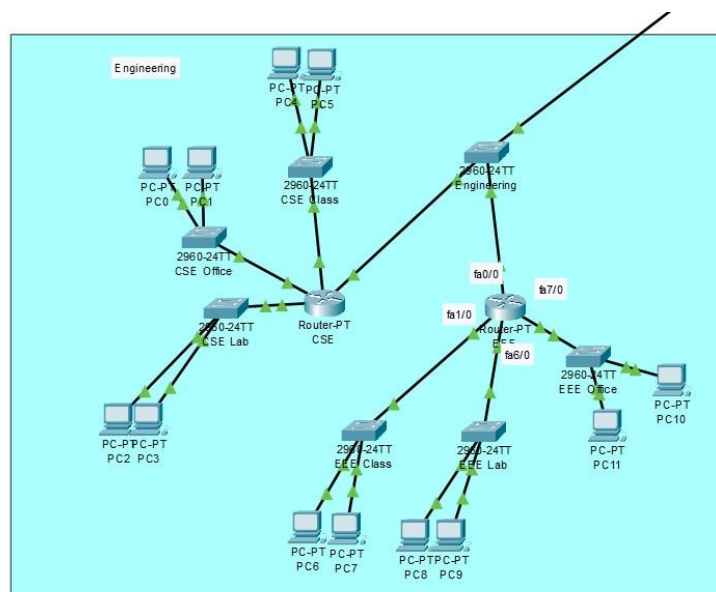 Engineering
PC-PT
PC4
PC-PT
PC5
2960-24TT
CSE Class
PC-PT
PC0
PC-PT
PC1
2960-24TT
CSE Office
2960-24TT
Engineering
2960-24TT
CSE Lab
Router-PT
CSE
fa0/0
fa7/0
fa1/0
Router-PT
EEE
fa6/0
2960-24TT
EEE Office
PC-PT
PC10
PC-PT
PC11
PC-PT
PC2
PC-PT
PC3
2960-24TT
EEE Class
2960-24TT
EEE Lab
PC-PT
PC6
PC-PT
PC7
PC-PT
PC8
PC-PT
PC9